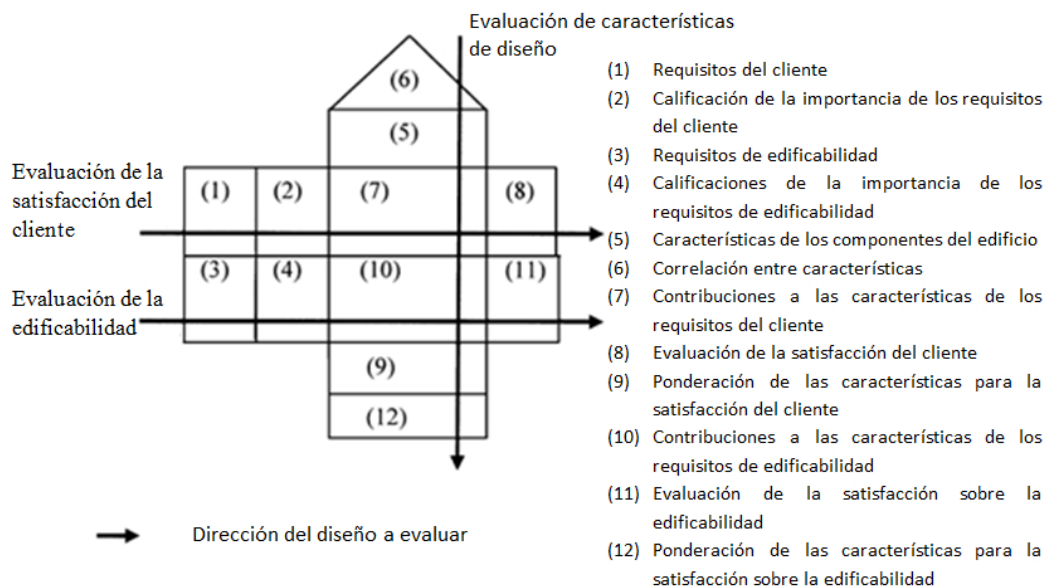 Evaluación de características
de diseño
(6)
(5)
Evaluación de la
satisfacción del
cliente
(1) (2) (7) (8)
Evaluación de la
edificabilidad
(3) (4) (10) (11)
(9)
(12)
Dirección del diseño a evaluar
(1) Requisitos del cliente
(2) Calificación de la importancia de los requisitos
del cliente
(3) Requisitos de edificabilidad
(4) Calificaciones de la importancia de los
requisitos de edificabilidad
(5) Características de los componentes del edificio
(6) Correlación entre características
(7) Contribuciones a las características de los
requisitos del cliente
(8) Evaluación de la satisfacción del cliente
(9) Ponderación de las características para la
satisfacción del cliente
(10) Contribuciones a las características de los
requisitos de edificabilidad
(11) Evaluación de la satisfacción sobre la
edificabilidad
(12) Ponderación de las características para la
satisfacción sobre la edificabilidad